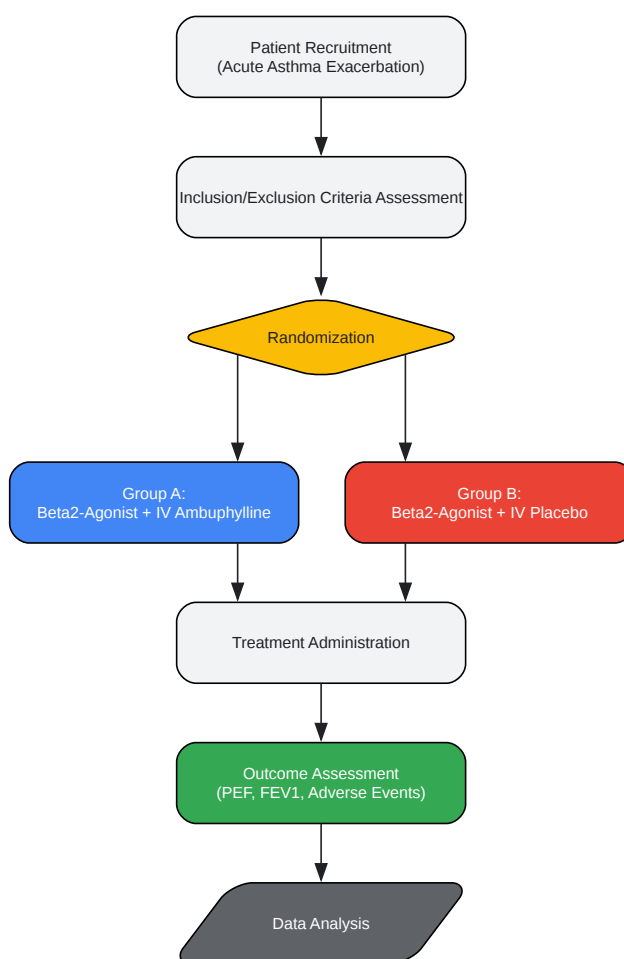 Patient Recruitment
(Acute Asthma Exacerbation)
Inclusion/Exclusion Criteria Assessment
Randomization
Group A:
Beta2-Agonist + IV Ambuphylline
Group B:
Beta2-Agonist + IV Placebo
Treatment Administration
Outcome Assessment
(PEF, FEV1, Adverse Events)
Data Analysis